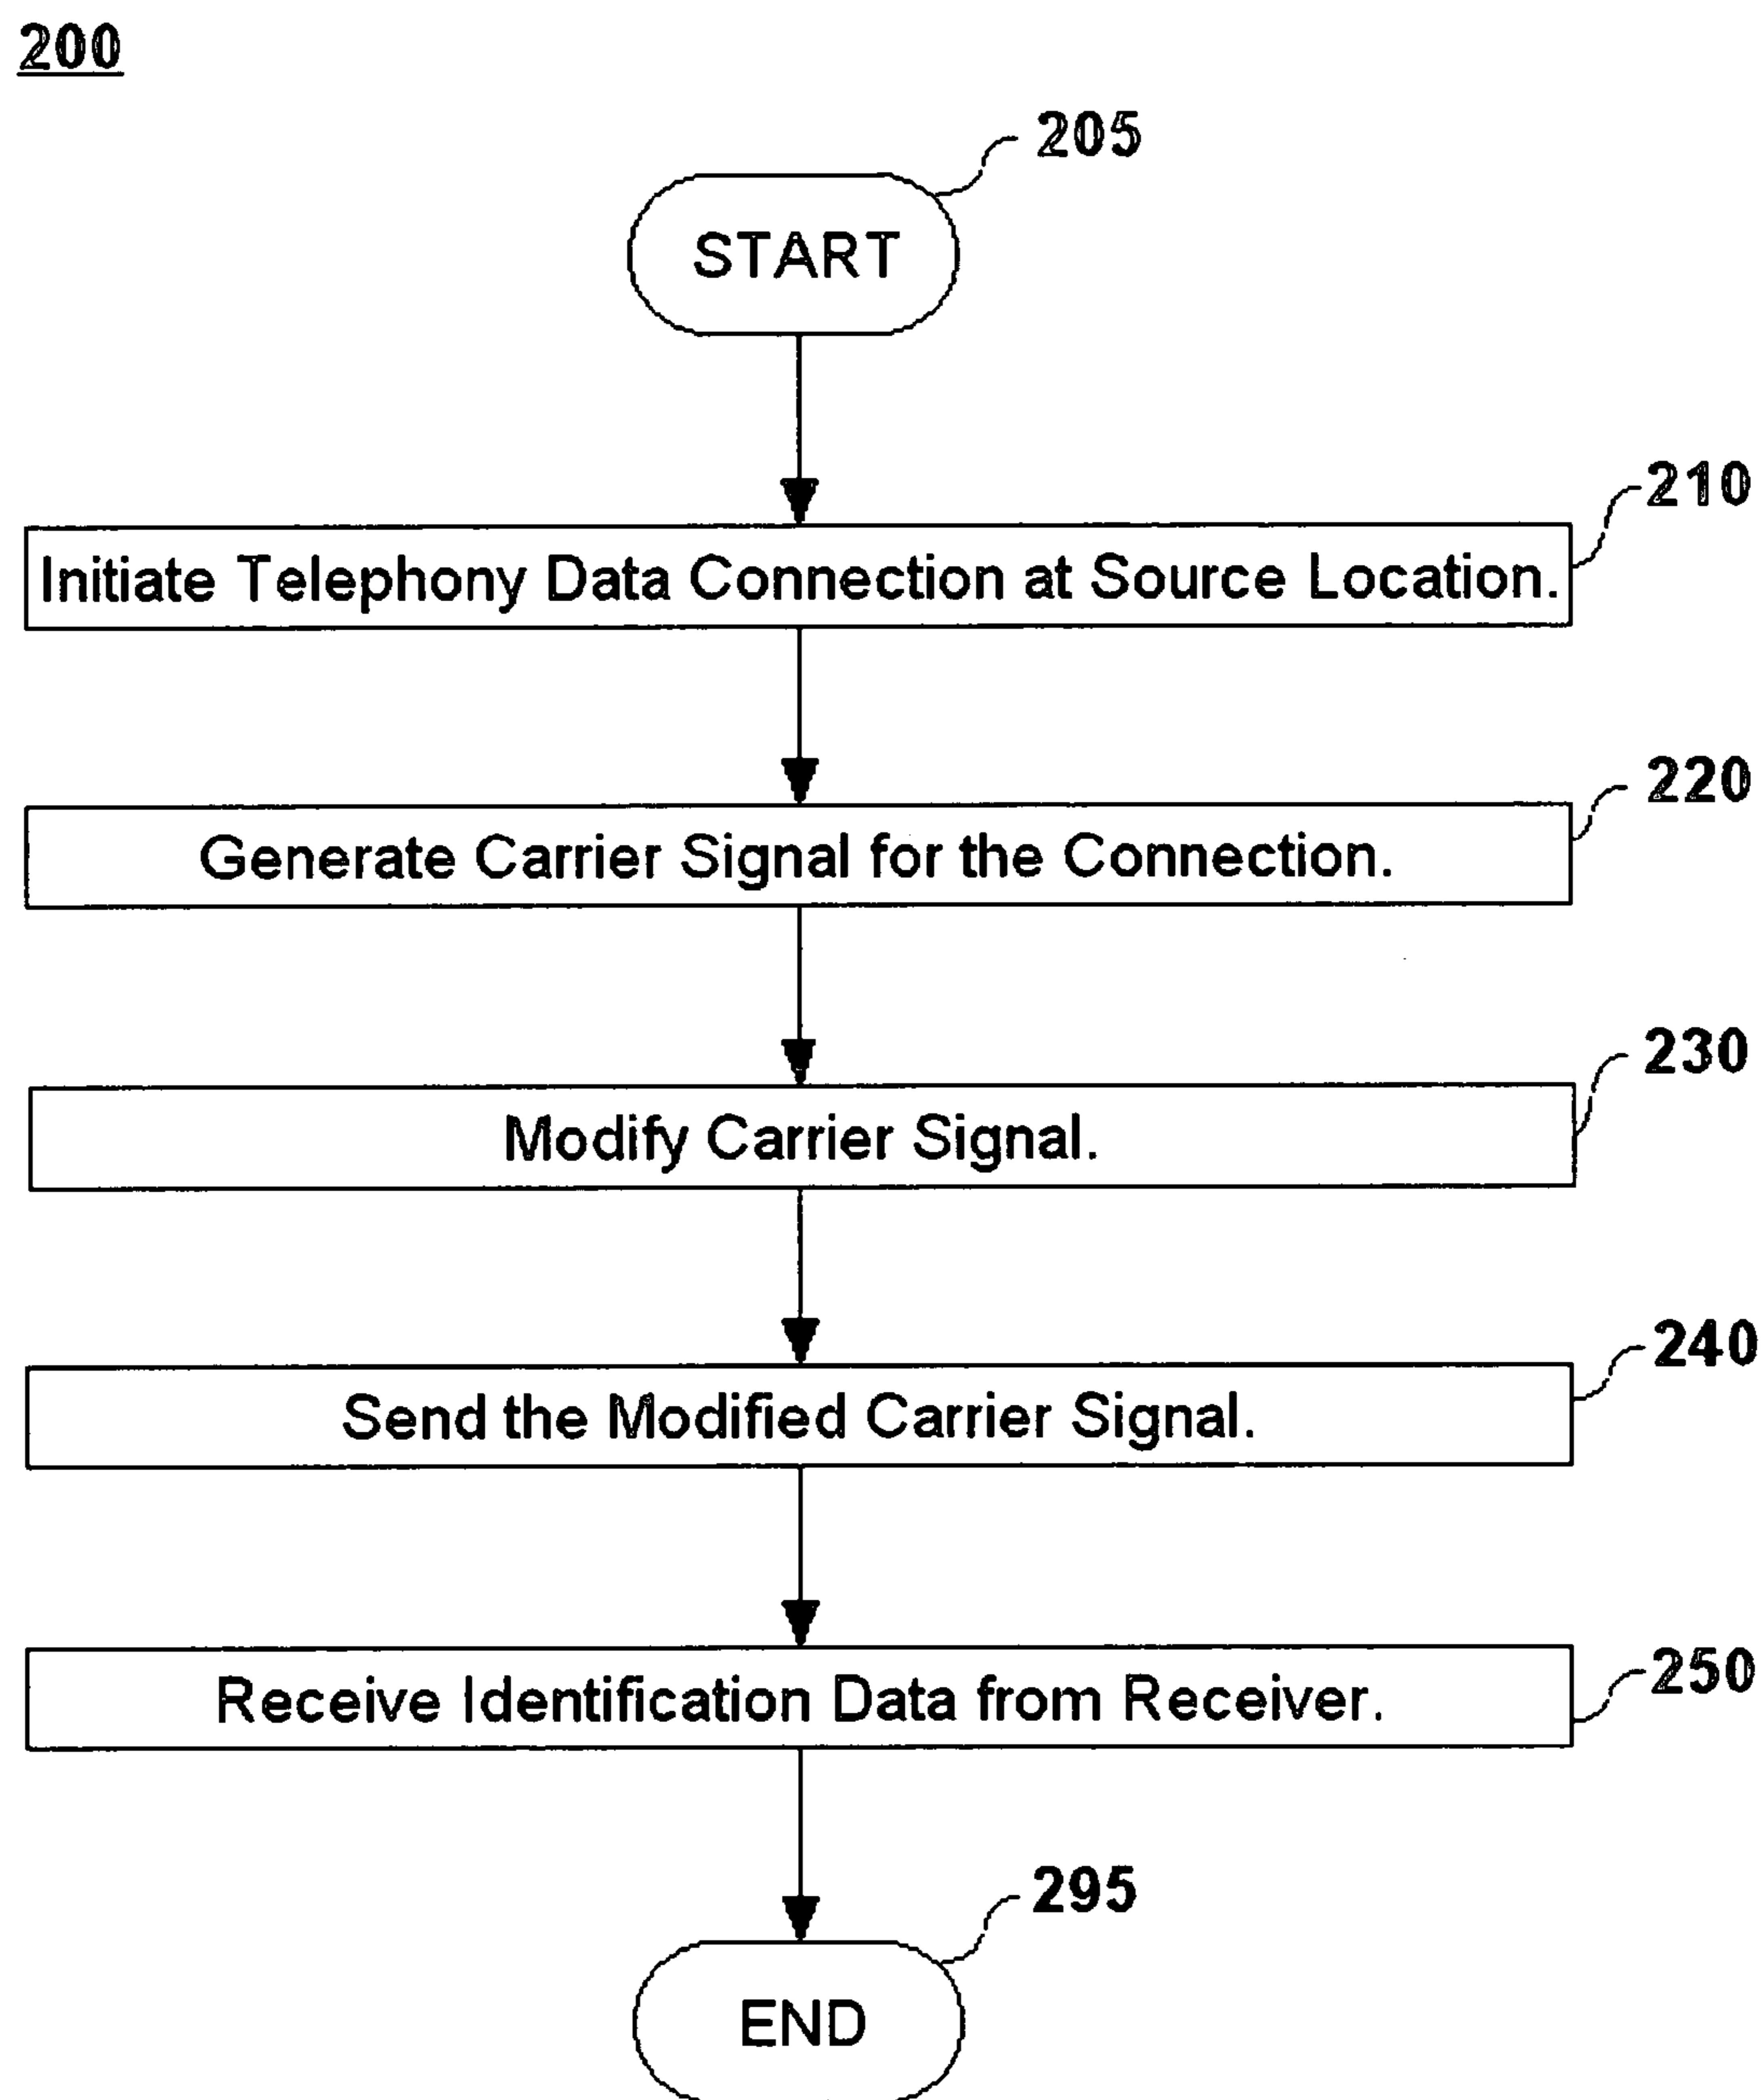 200
205
START
210
Initiate Telephony Data Connection at Source Location.
220
Generate Carrier Signal for the Connection.
230
Modify Carrier Signal.
240
Send the Modified Carrier Signal.
250
Receive Identification Data from Receiver.
295
END